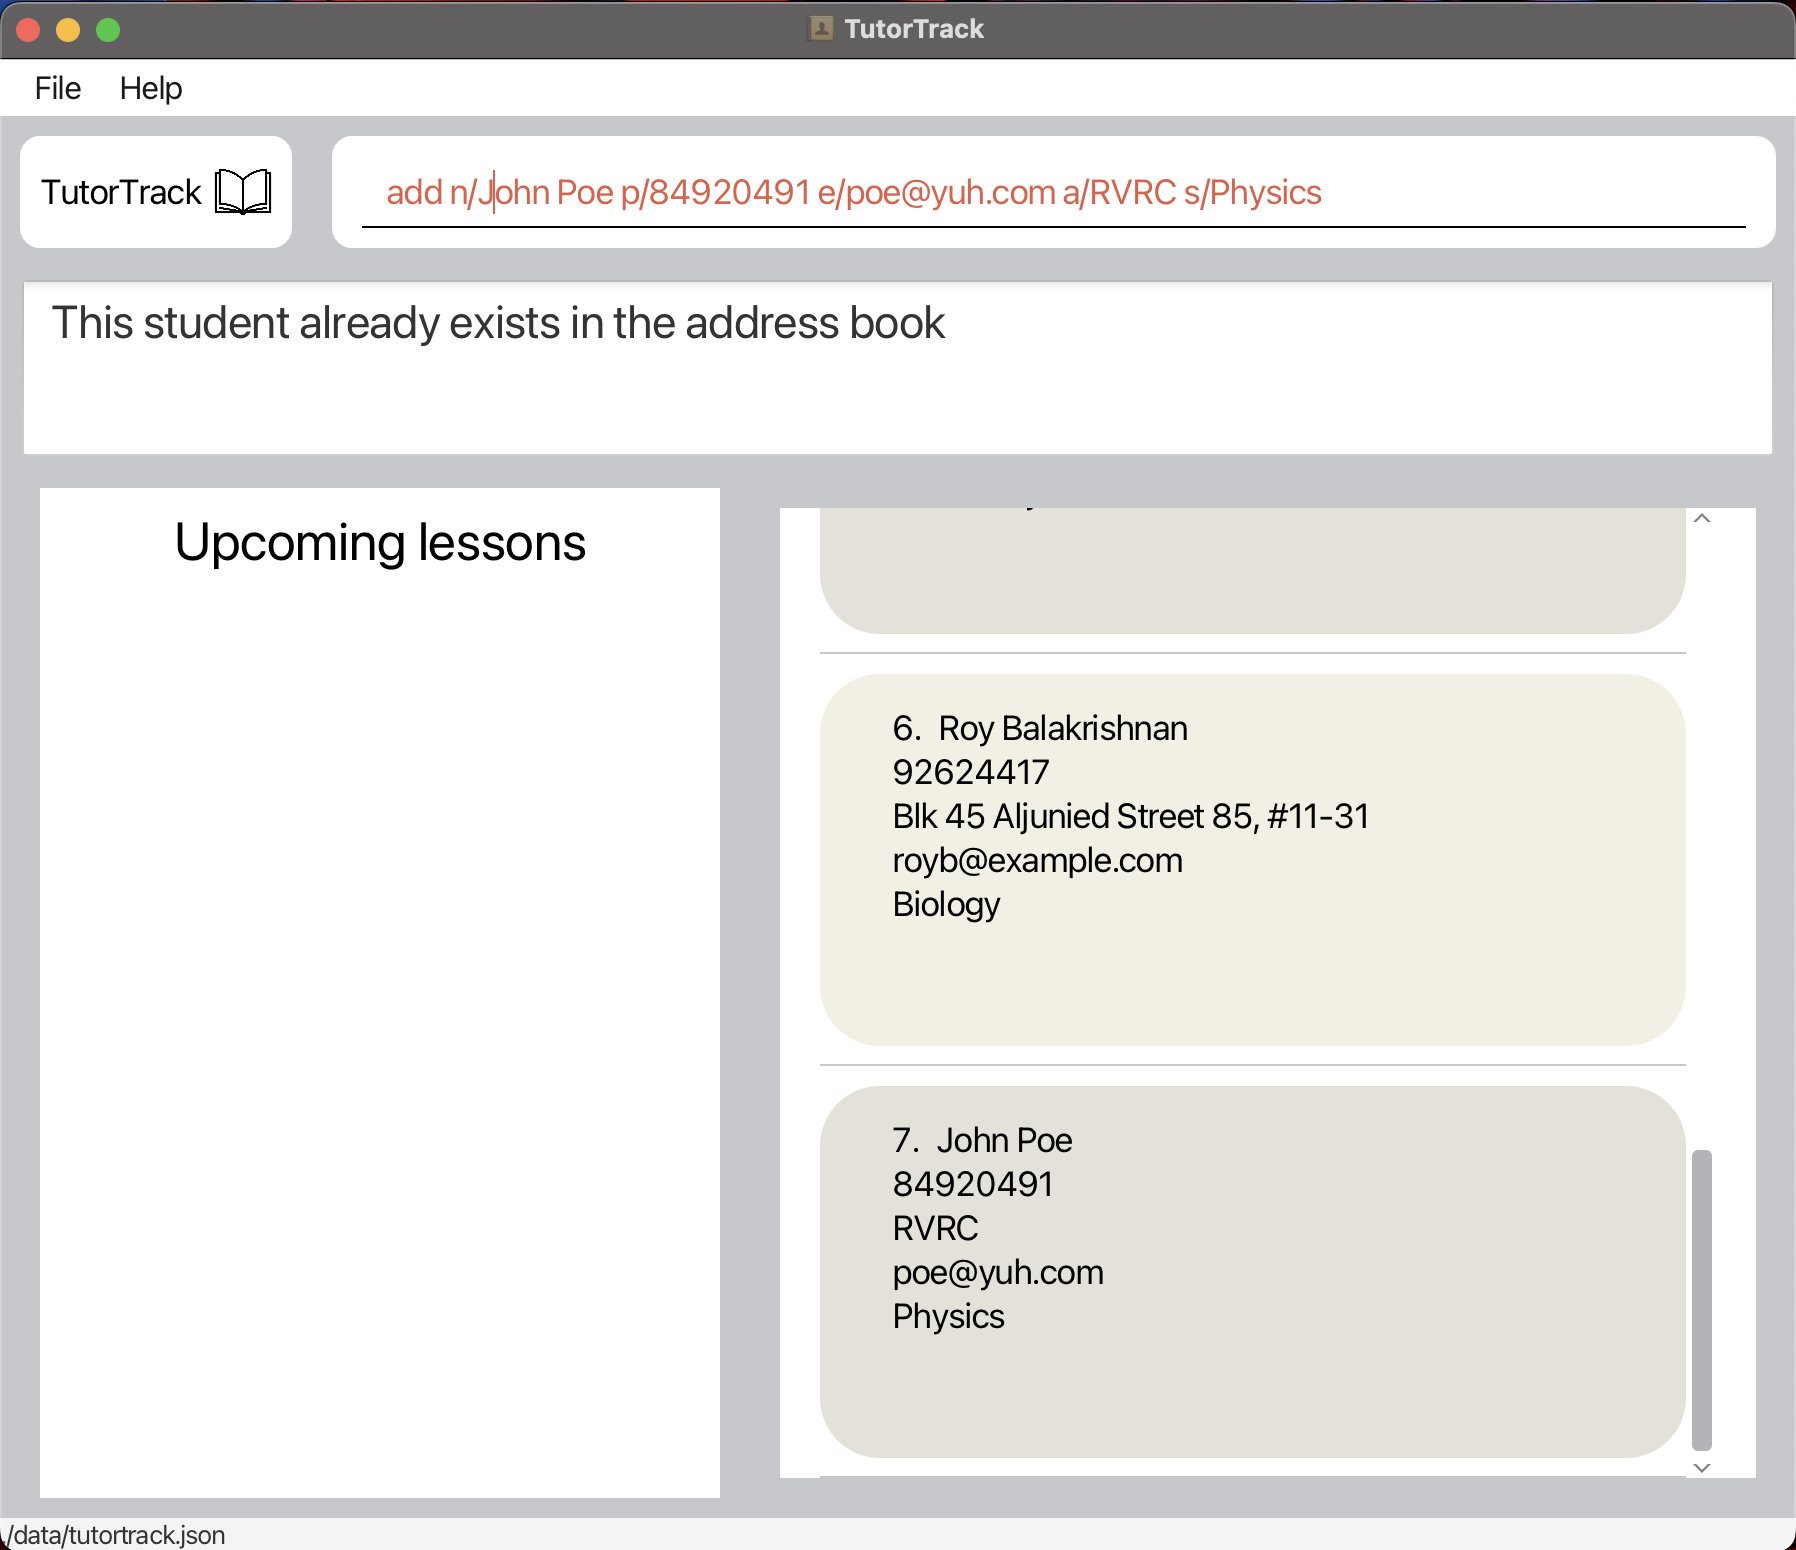 TutorTrack
File Help
TutorTrack
add n/John Poe p/84920491 e/poe@yuh.com a/RVRC s/Physics
This student already exists in the address book
Upcoming lessons
6. Roy Balakrishnan
92624417
Blk 45 Aljunied Street 85, #11-31
royb@example.com
Biology
7. John Poe
84920491
RVRC
poe@yuh.com
Physics
/data/tutortrack.json